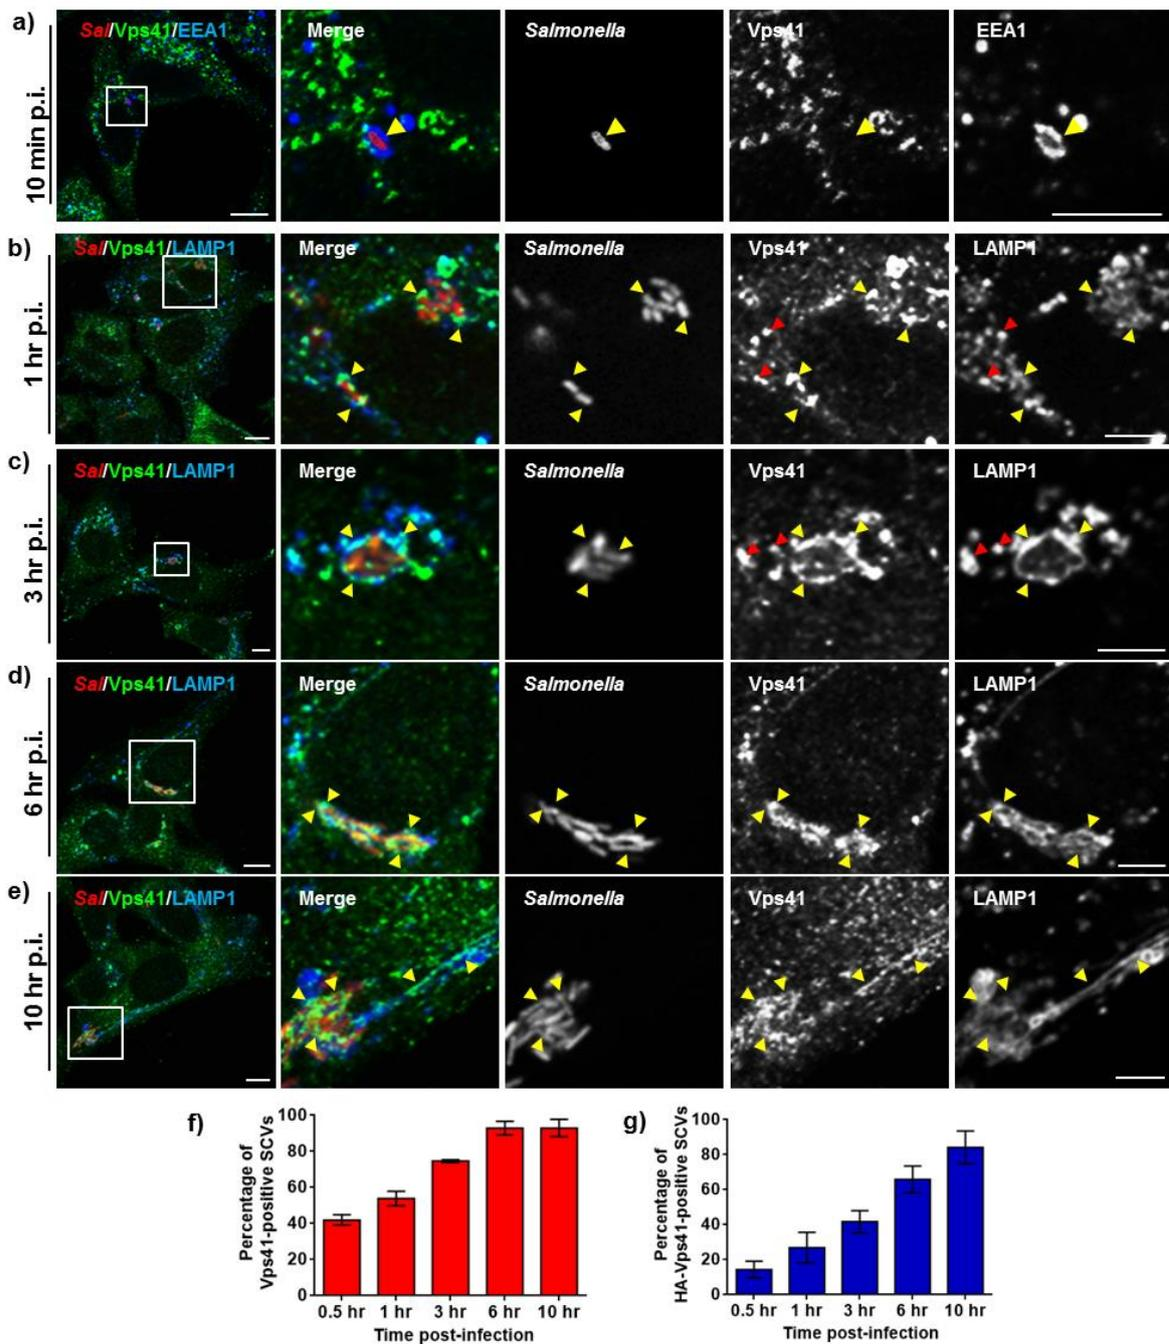 a)
10 min p.i.
Sal/Vps41/EEA1
Merge
Salmonella
Vps41
EEA1
b)
1 hr p.i.
Sal/Vps41/LAMP1
Merge
Salmonella
Vps41
LAMP1
c)
3 hr p.i.
Sal/Vps41/LAMP1
Merge
Salmonella
Vps41
LAMP1
d)
6 hr p.i.
Sal/Vps41/LAMP1
Merge
Salmonella
Vps41
LAMP1
e)
10 hr p.i.
Sal/Vps41/LAMP1
Merge
Salmonella
Vps41
LAMP1
f)
Percentage of
Vps41-positive SCVs
100
80
60
40
20
0
0.5 hr 1 hr 3 hr 6 hr 10 hr
Time post-infection
g)
Percentage of
HA-Vps41-positive SCVs
100
80
60
40
20
0
0.5 hr 1 hr 3 hr 6 hr 10 hr
Time post-infection